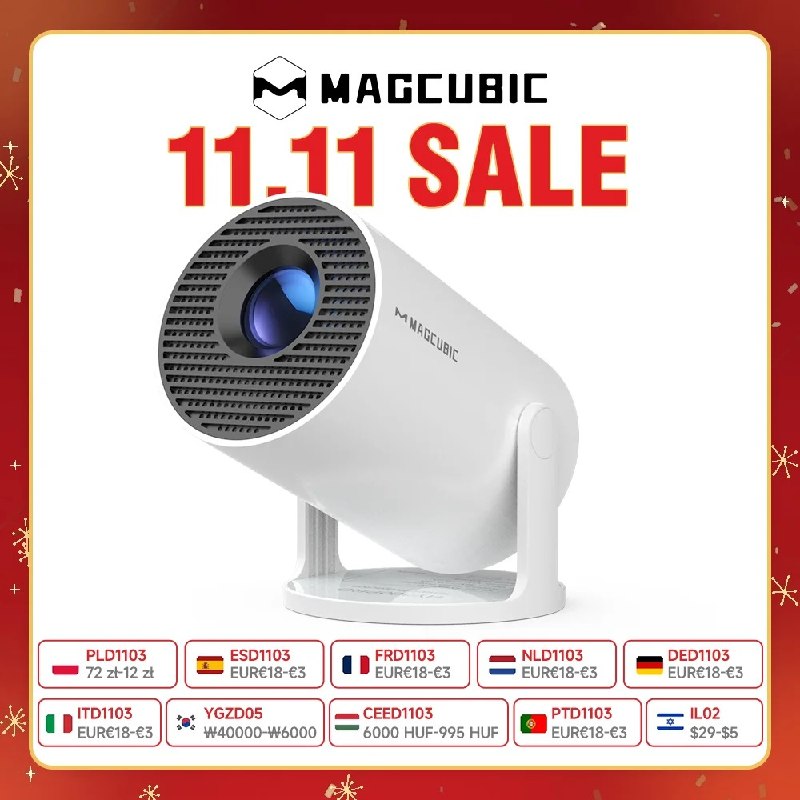 MAGCUBIC
11.11 SALE
MAGCUBIC
PLD1103
72 zł-12 zł
ESD1103
EUR€18-€3
FRD1103
EUR€18-€3
NLD1103
EUR€18-€3
DED1103
EUR€18-€3
ITD1103
EUR€18-€3
YGZD05
₩40000-₩6000
CEED1103
6000 HUF-995 HUF
PTD1103
EUR€18-€3
IL02
$29-$5